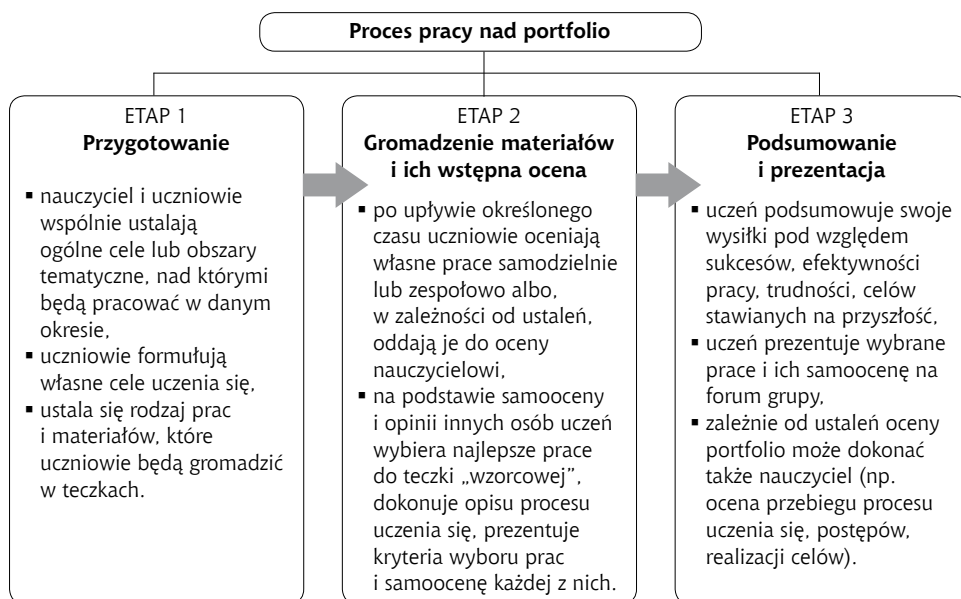 Proces pracy nad portfolio
ETAP 1
Przygotowanie
▪ nauczyciel i uczniowie
wspólnie ustalają
ogólne cele lub obszary
tematyczne, nad którymi
będą pracować w danym
okresie,
▪ uczniowie formułują
własne cele uczenia się,
▪ ustala się rodzaj prac
i materiałów, które
uczniowie będą gromadzić
w teczkach.
ETAP 2
Gromadzenie materiałów
i ich wstępna ocena
▪ po upływie określonego
czasu uczniowie oceniają
własne prace samodzielnie
lub zespołowo albo,
w zależności od ustaleń,
oddają je do oceny
nauczycielowi,
▪ na podstawie samooceny
i opinii innych osób uczeń
wybiera najlepsze prace
do teczki „wzorcowej”,
dokonuje opisu procesu
uczenia się, prezentuje
kryteria wyboru prac
i samoocenę każdej z nich.
ETAP 3
Podsumowanie
i prezentacja
▪ uczeń podsumowuje swoje
wysiłki pod względem
sukcesów, efektywności
pracy, trudności, celów
stawianych na przyszłość,
▪ uczeń prezentuje wybrane
prace i ich samoocenę na
forum grupy,
▪ zależnie od ustaleń oceny
portfolio może dokonać
także nauczyciel (np.
ocena przebiegu procesu
uczenia się, postępów,
realizacji celów).